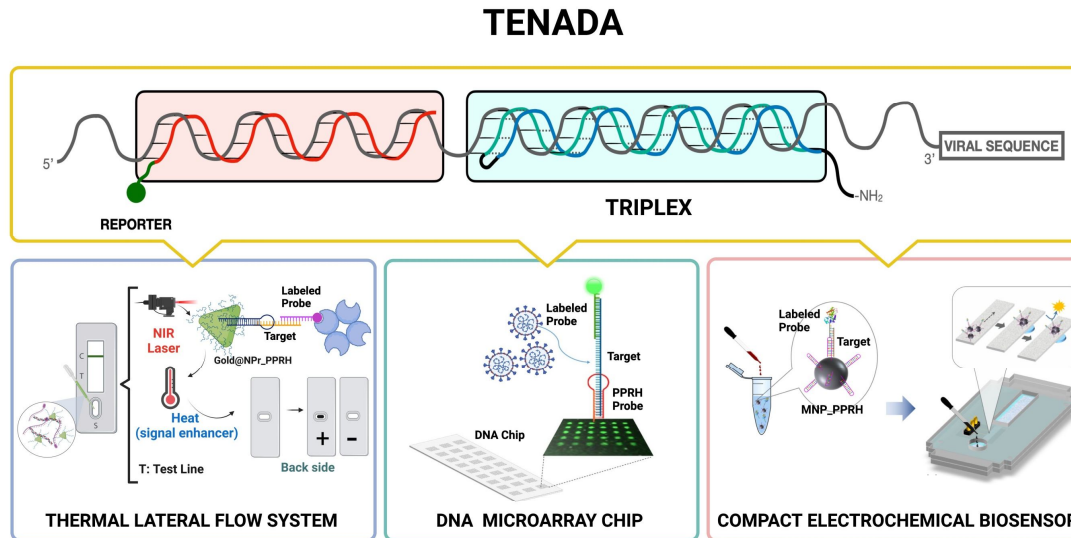 TENADA
5'
3'
VIRAL SEQUENCE
-NH₂
REPORTER
TRIPLEX
C
T
S
NIR
Laser
Labeled
Probe
Target
Gold@NPr_PPRH
Heat
(signal enhancer)
+
-
Back side
T: Test Line
THERMAL LATERAL FLOW SYSTEM
Labeled
Probe
Target
PPRH
Probe
DNA Chip
DNA MICROARRAY CHIP
Labeled
Probe
Target
MNP_PPRH
COMPACT ELECTROCHEMICAL BIOSENSOR